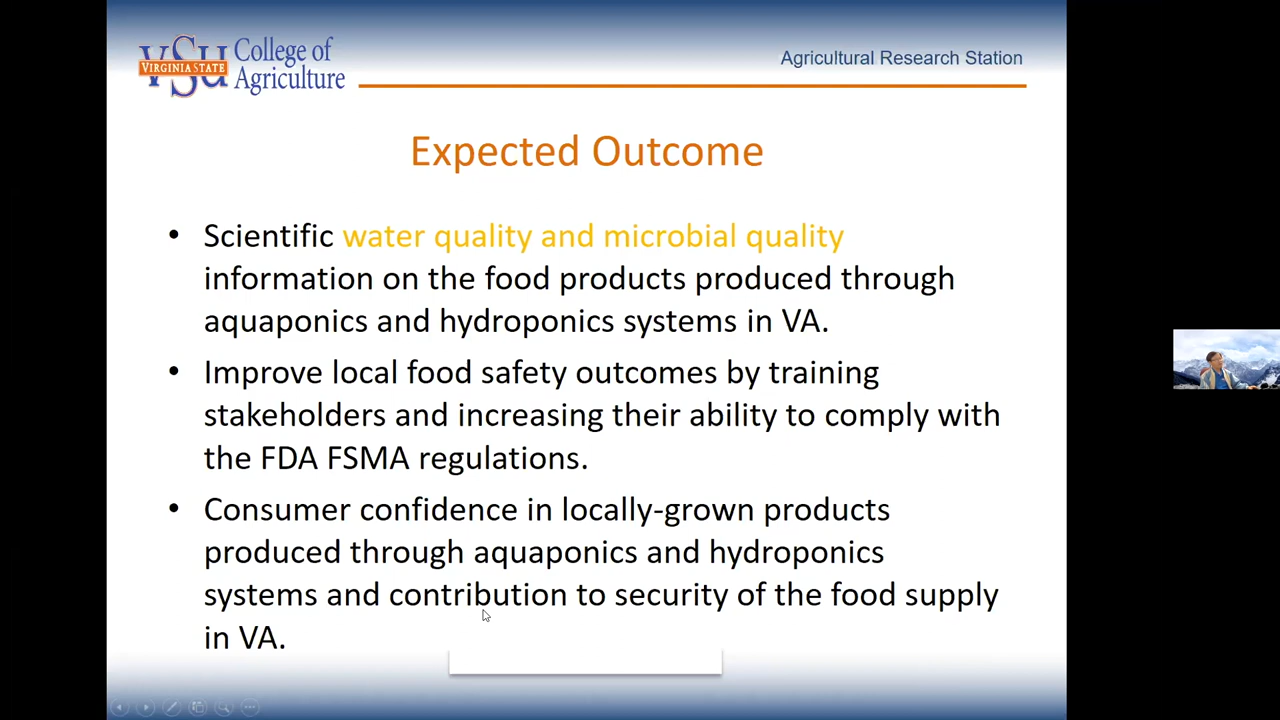 VSU
VIRGINIA STATE
College of
Agriculture
Agricultural Research Station
Expected Outcome
• Scientific water quality and microbial quality
information on the food products produced through
aquaponics and hydroponics systems in VA.
• Improve local food safety outcomes by training
stakeholders and increasing their ability to comply with
the FDA FSMA regulations.
• Consumer confidence in locally-grown products
produced through aquaponics and hydroponics
systems and contribution to security of the food supply
in VA.